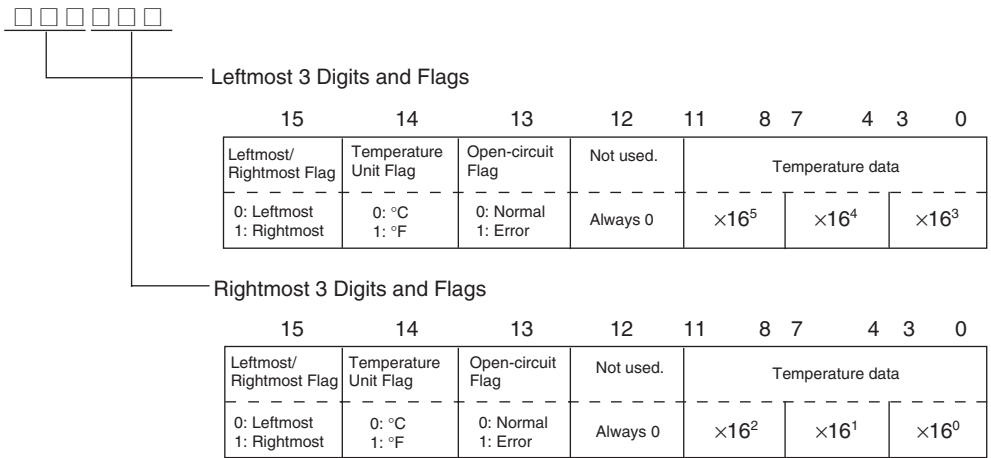 □ □ □ □ □ □
Leftmost 3 Digits and Flags
15 14 13 12 11 8 7 4 3 0
Leftmost/ Rightmost Flag Temperature Unit Flag Open-circuit Flag Not used. Temperature data
0: Leftmost 1: Rightmost 0: °C 1: °F 0: Normal 1: Error Always 0 ×16⁵ ×16⁴ ×16³
Rightmost 3 Digits and Flags
15 14 13 12 11 8 7 4 3 0
Leftmost/ Rightmost Flag Temperature Unit Flag Open-circuit Flag Not used. Temperature data
0: Leftmost 1: Rightmost 0: °C 1: °F 0: Normal 1: Error Always 0 ×16² ×16¹ ×16⁰